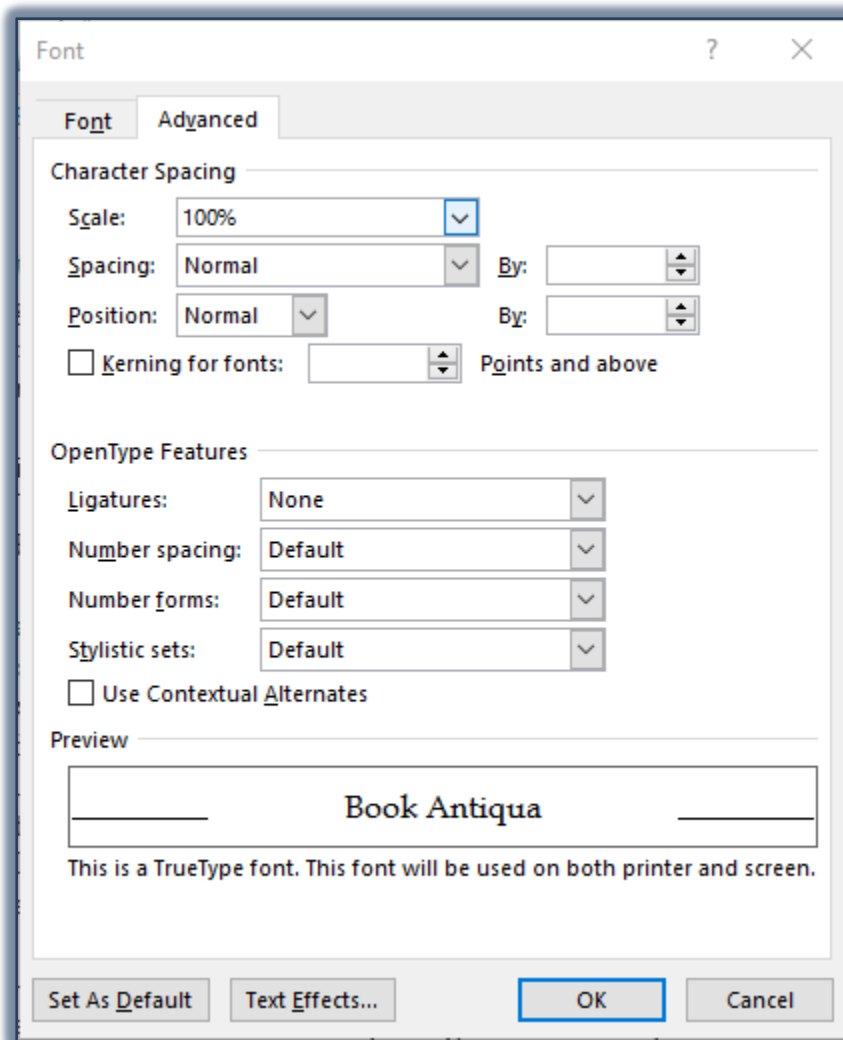 Font ?
Font Advanced
Character Spacing
Scale: 100%
Spacing: Normal By:
Position: Normal By:
Kerning for fonts: Points and above
OpenType Features
Ligatures: None
Number spacing: Default
Number forms: Default
Stylistic sets: Default
Use Contextual Alternates
Preview
Book Antiqua
This is a TrueType font. This font will be used on both printer and screen.
Set As Default Text Effects... OK Cancel